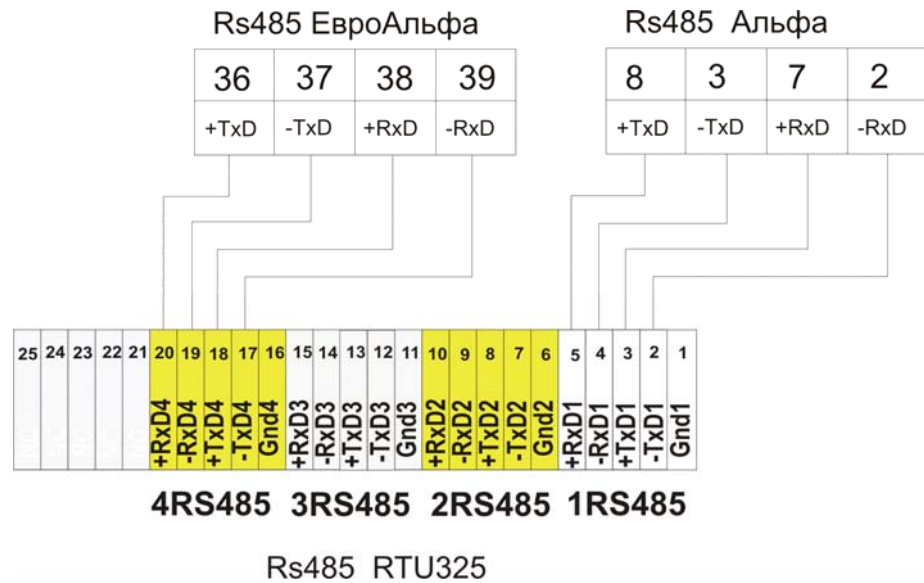 Rs485 ЕвроАльфа
Rs485 Альфа
36 37 38 39
+TxD -TxD +RxD -RxD
8 3 7 2
+TxD -TxD +RxD -RxD
25 24 23 22 21 20 19 18 17 16 15 14 13 12 11 10 9 8 7 6 5 4 3 2 1
+RxD4 -RxD4 +TxD4 -TxD4 Gnd4 +RxD3 -RxD3 +TxD3 -TxD3 Gnd3 +RxD2 -RxD2 +TxD2 -TxD2 Gnd2 +RxD1 -RxD1 +TxD1 -TxD1 Gnd1
4RS485 3RS485 2RS485 1RS485
Rs485 RTU325